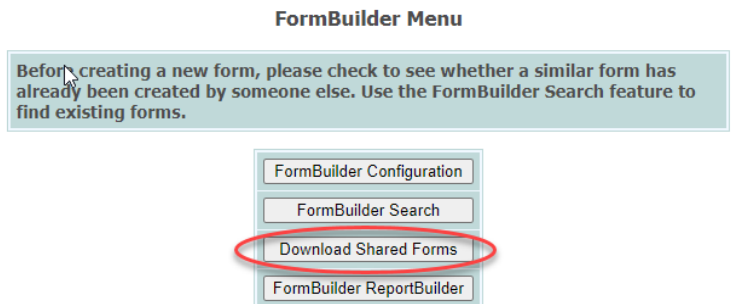 FormBuilder Menu
Before creating a new form, please check to see whether a similar form has
already been created by someone else. Use the FormBuilder Search feature to
find existing forms.
FormBuilder Configuration
FormBuilder Search
Download Shared Forms
FormBuilder ReportBuilder